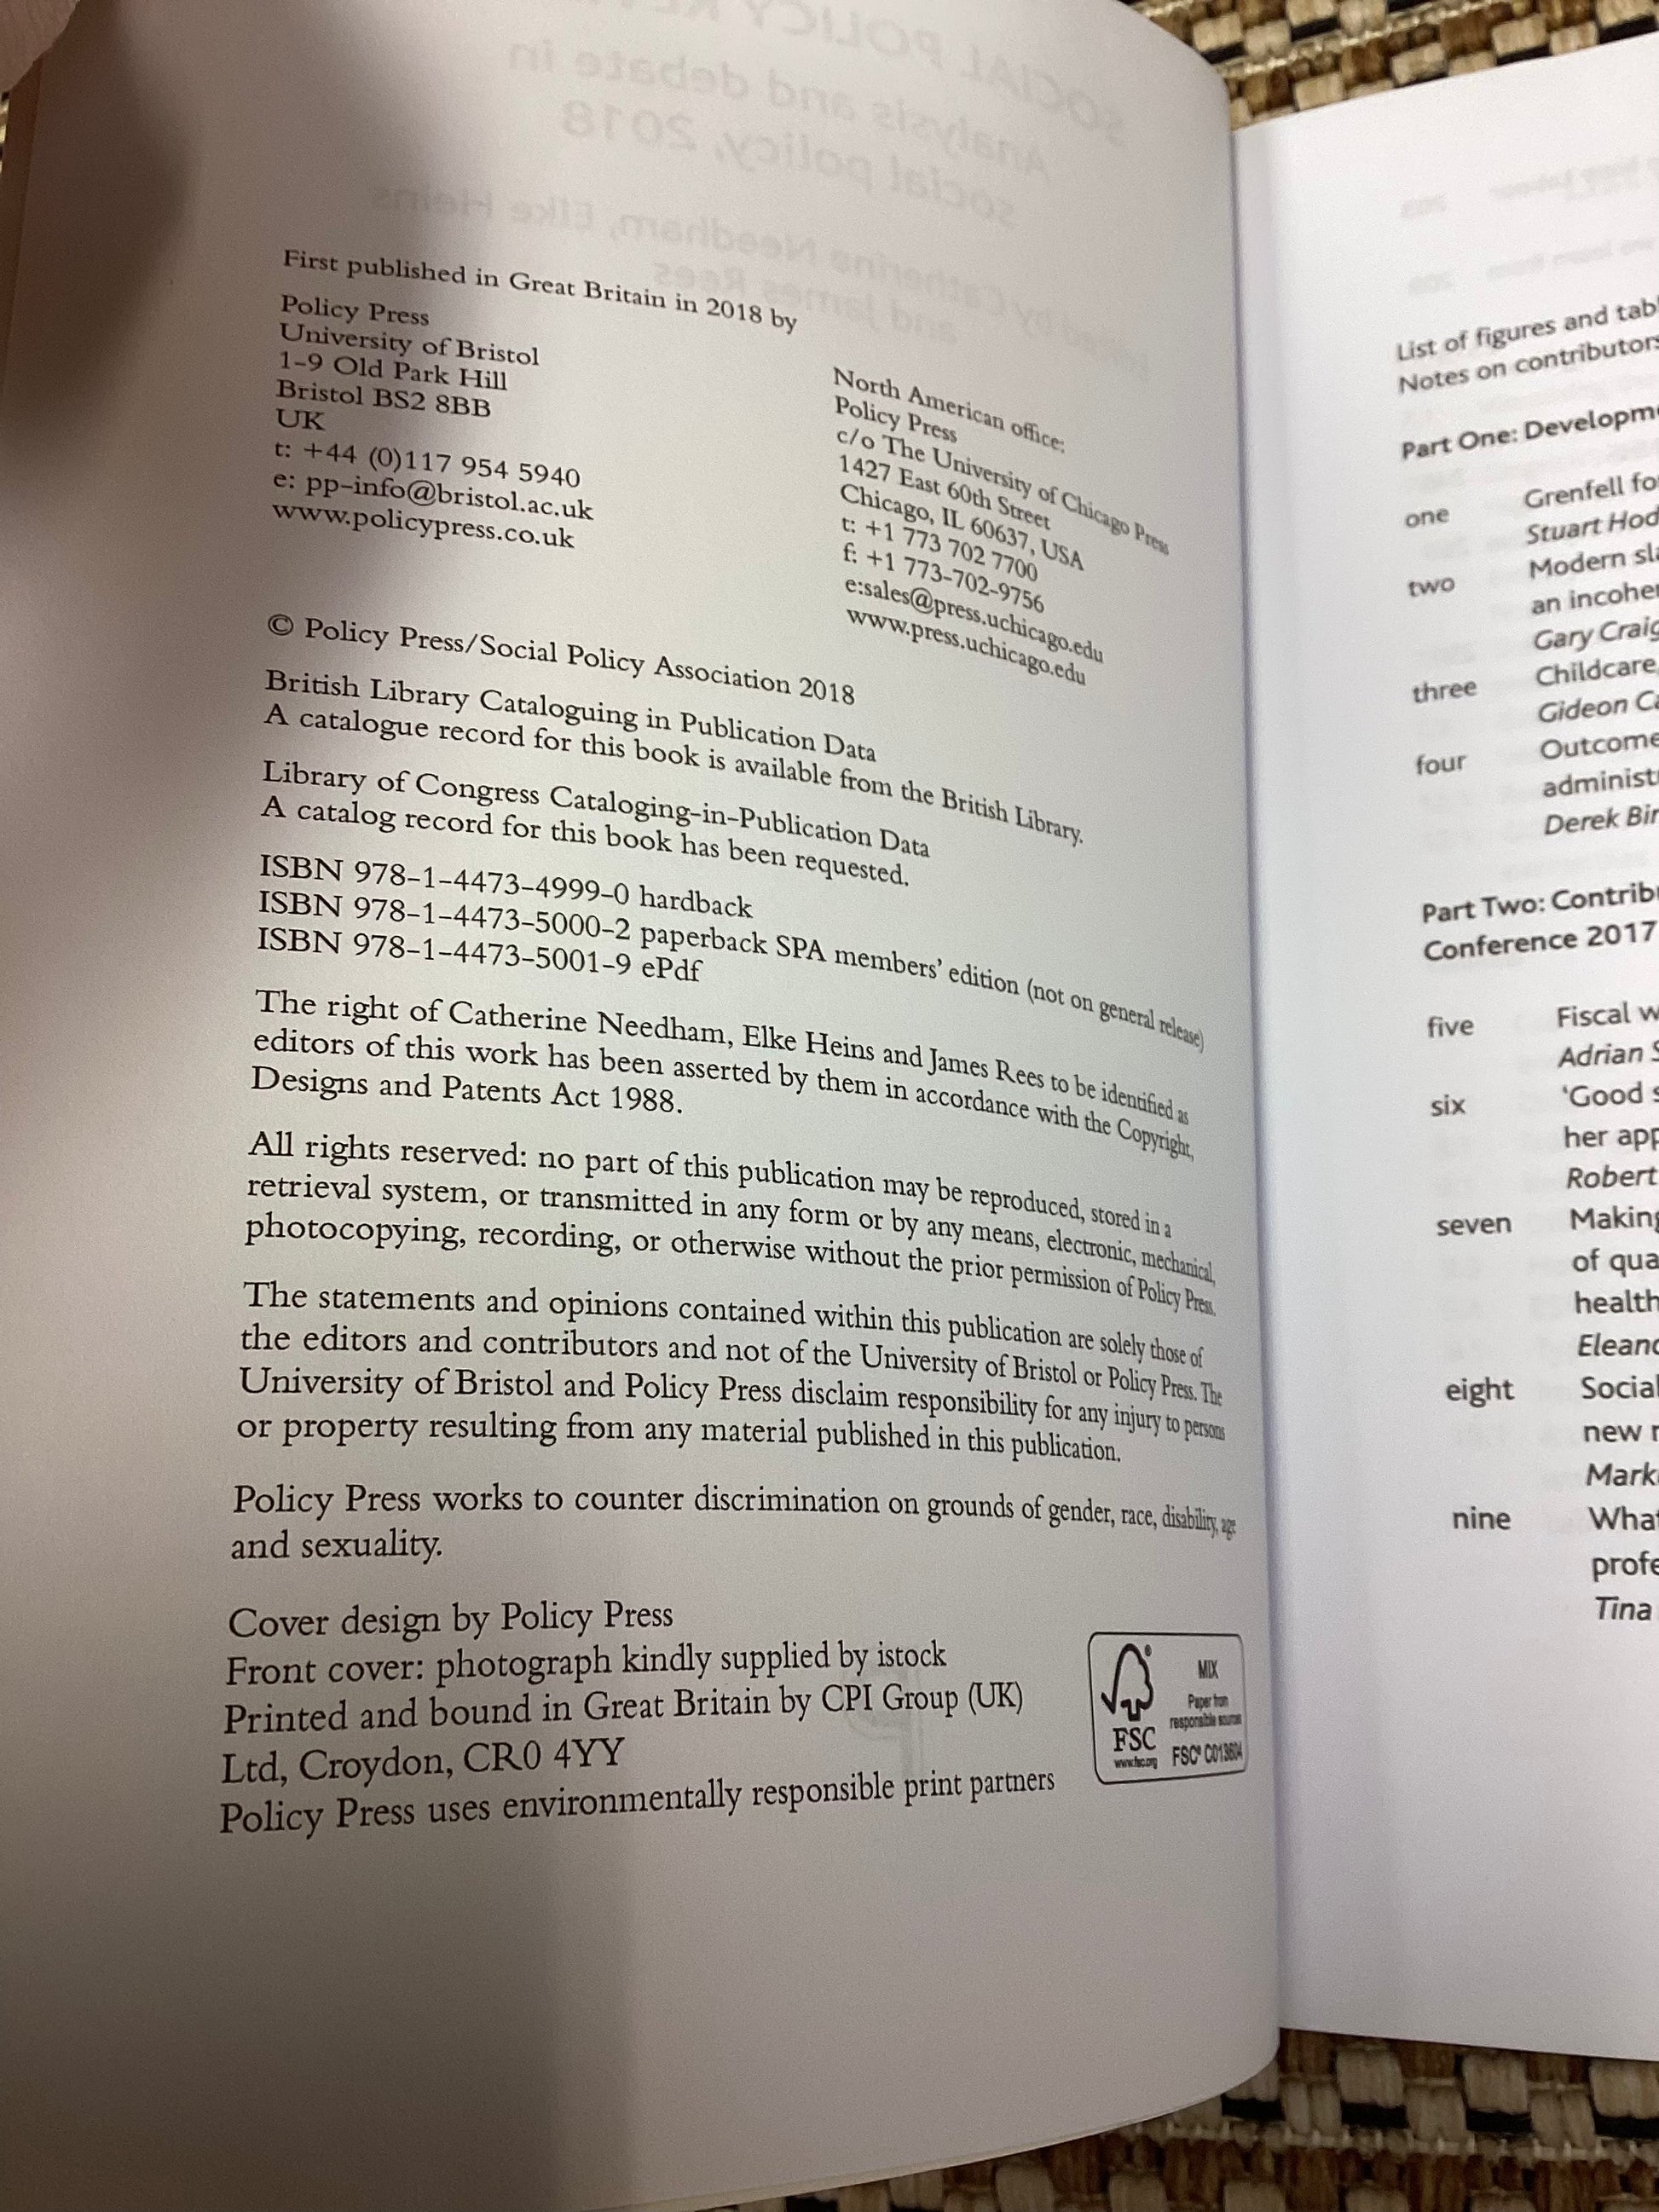 First published in Great Britain in 2018 by
Policy Press
University of Bristol
1-9 Old Park Hill
Bristol BS2 8BB
UK
t: +44 (0)117 954 5940
e: pp-info@bristol.ac.uk
www.policypress.co.uk
North American office:
Policy Press
c/o The University of Chicago Press
1427 East 60th Street
Chicago, IL 60637, USA
t: +1 773 702 7700
f: +1 773-702-9756
e:sales@press.uchicago.edu
www.press.uchicago.edu
© Policy Press/Social Policy Association 2018
British Library Cataloguing in Publication Data
A catalogue record for this book is available from the British Library.
Library of Congress Cataloging-in-Publication Data
A catalog record for this book has been requested.
ISBN 978-1-4473-4999-0 hardback
ISBN 978-1-4473-5000-2 paperback SPA members' edition (not on general release)
ISBN 978-1-4473-5001-9 ePdf
The right of Catherine Needham, Elke Heins and James Rees to be identified as
editors of this work has been asserted by them in accordance with the Copyright,
Designs and Patents Act 1988.
All rights reserved: no part of this publication may be reproduced, stored in a
retrieval system, or transmitted in any form or by any means, electronic, mechanical,
photocopying, recording, or otherwise without the prior permission of Policy Press.
The statements and opinions contained within this publication are solely those of
the editors and contributors and not of the University of Bristol or Policy Press. The
University of Bristol and Policy Press disclaim responsibility for any injury to persons
or property resulting from any material published in this publication.
Policy Press works to counter discrimination on grounds of gender, race, disability, age
and sexuality.
Cover design by Policy Press
Front cover: photograph kindly supplied by istock
Printed and bound in Great Britain by CPI Group (UK)
Ltd, Croydon, CR0 4YY
Policy Press uses environmentally responsible print partners
FSC
www.fsc.org
MIX
Paper from
responsible sources
FSC® C013604
List of figures and tab
Notes on contributors
Part One: Developm
one Grenfell fo
Stuart Hod
two Modern sla
an incoher
Gary Craig
three Childcare,
Gideon Ca
four Outcome
administ
Derek Bir
Part Two: Contrib
Conference 2017
five Fiscal w
Adrian S
six 'Good s
her app
Robert
seven Making
of qua
health
Eleano
eight Social
new r
Mark
nine What
profe
Tina